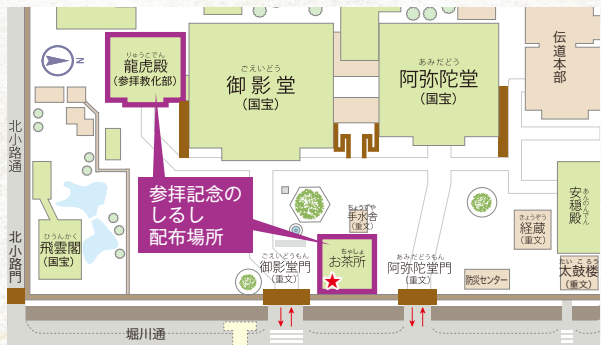 りゅうこでん
龍虎殿
(参拝教化部)
ごえいどう
御影堂
(国宝)
あみだどう
阿弥陀堂
(国宝)
伝道本部
N
北小路通
参拝記念の
しるし
配布場所
ちょうずや
手水舎
(重文)
あんのんでん
安穏殿
きょうぞう
経蔵
(重文)
ひうんかく
飛雲閣
(国宝)
北小路門
ごえいどうもん
御影堂門
(重文)
ちゃしょ
お茶所
あみだどうもん
阿弥陀堂門
(重文)
防災センター
たいころう
太鼓楼
(重文)
堀川通